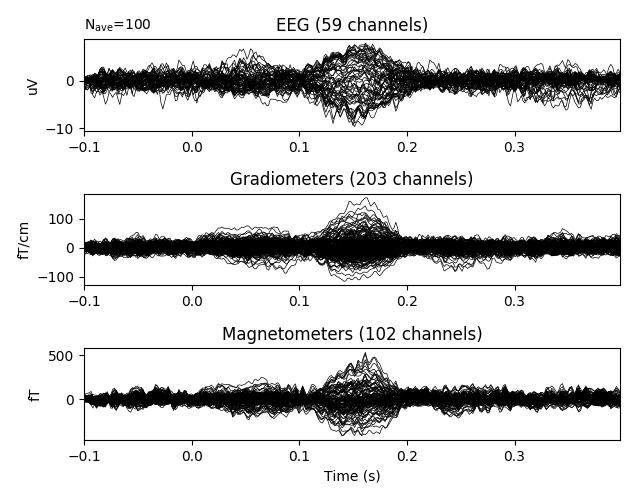 N_ave=100
EEG (59 channels)
uV
0
−10
−0.1 0.0 0.1 0.2 0.3
Gradiometers (203 channels)
fT/cm
100
0
−100
−0.1 0.0 0.1 0.2 0.3
Magnetometers (102 channels)
fT
500
0
−0.1 0.0 0.1 0.2 0.3
Time (s)